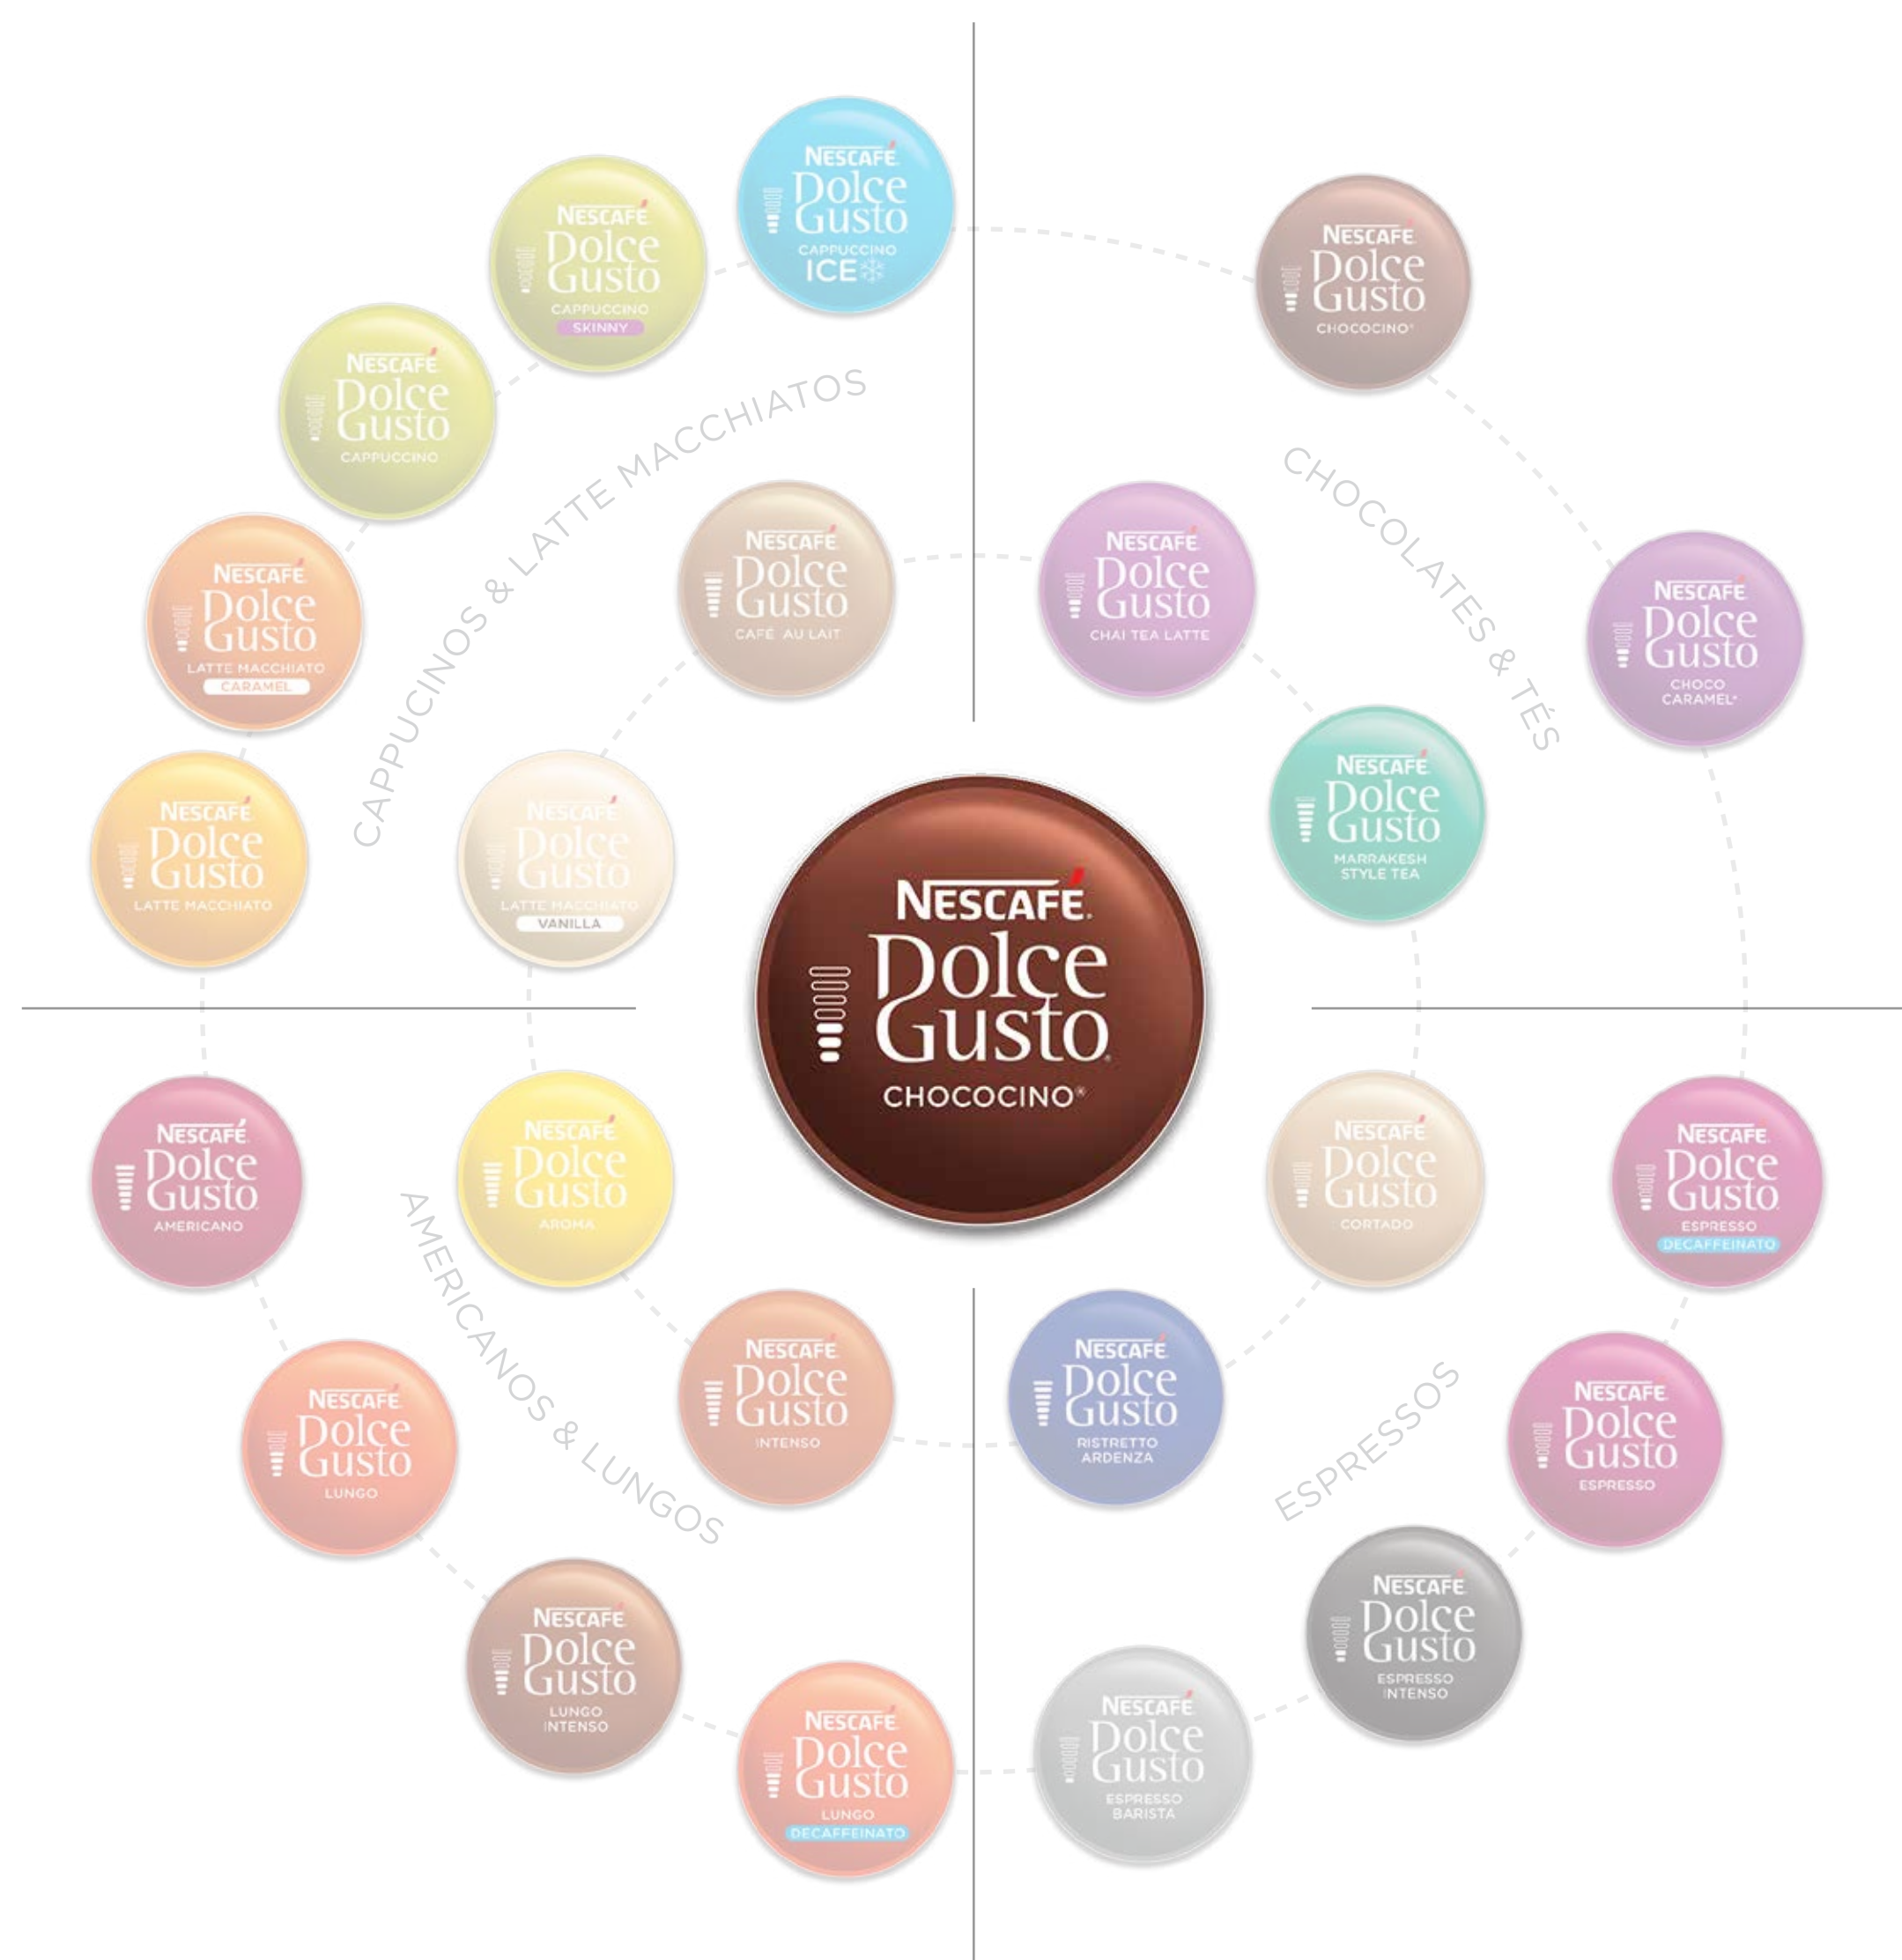 NESCAFÉ.
Dolce
Gusto
CAPPUCCINO
ICE
NESCAFÉ
Dolce
Gusto
CAPPUCCINO
SKINNY
NESCAFÉ
Dolce
Gusto
CAPPUCCINO
NESCAFÉ
Dolce
Gusto
LATTE MACCHIATO
CARAMEL
NESCAFÉ
Dolce
Gusto
LATTE MACCHIATO
CAPPUCINOS & LATTE MACCHIATOS
NESCAFÉ
Dolce
Gusto
CAFÉ AU LAIT
NESCAFÉ
Dolce
Gusto
LATTE MACCHIATO
VANILLA
NESCAFÉ
Dolce
Gusto
CHOCOCINO®
NESCAFÉ
Dolce
Gusto
CHOCO
CARAMEL®
CHOCOLATES & TÉS
NESCAFÉ
Dolce
Gusto
CHAI TEA LATTE
NESCAFÉ
Dolce
Gusto
MARRAKESH
STYLE TEA
NESCAFÉ.
Dolce
Gusto®
CHOCOCINO®
NESCAFÉ
Dolce
Gusto
AMERICANO
NESCAFÉ
Dolce
Gusto
LUNGO
NESCAFÉ
Dolce
Gusto
LUNGO
INTENSO
NESCAFÉ
Dolce
Gusto
LUNGO
DECAFFEINATO
AMERICANOS & LUNGOS
NESCAFÉ
Dolce
Gusto
AROMA
NESCAFÉ
Dolce
Gusto
INTENSO
NESCAFÉ
Dolce
Gusto
CORTADO
NESCAFÉ
Dolce
Gusto
RISTRETTO
ARDENZA
ESPRESSOS
NESCAFÉ
Dolce
Gusto
ESPRESSO
DECAFFEINATO
NESCAFÉ
Dolce
Gusto
ESPRESSO
NESCAFÉ
Dolce
Gusto
ESPRESSO
INTENSO
NESCAFÉ
Dolce
Gusto
ESPRESSO
BARISTA